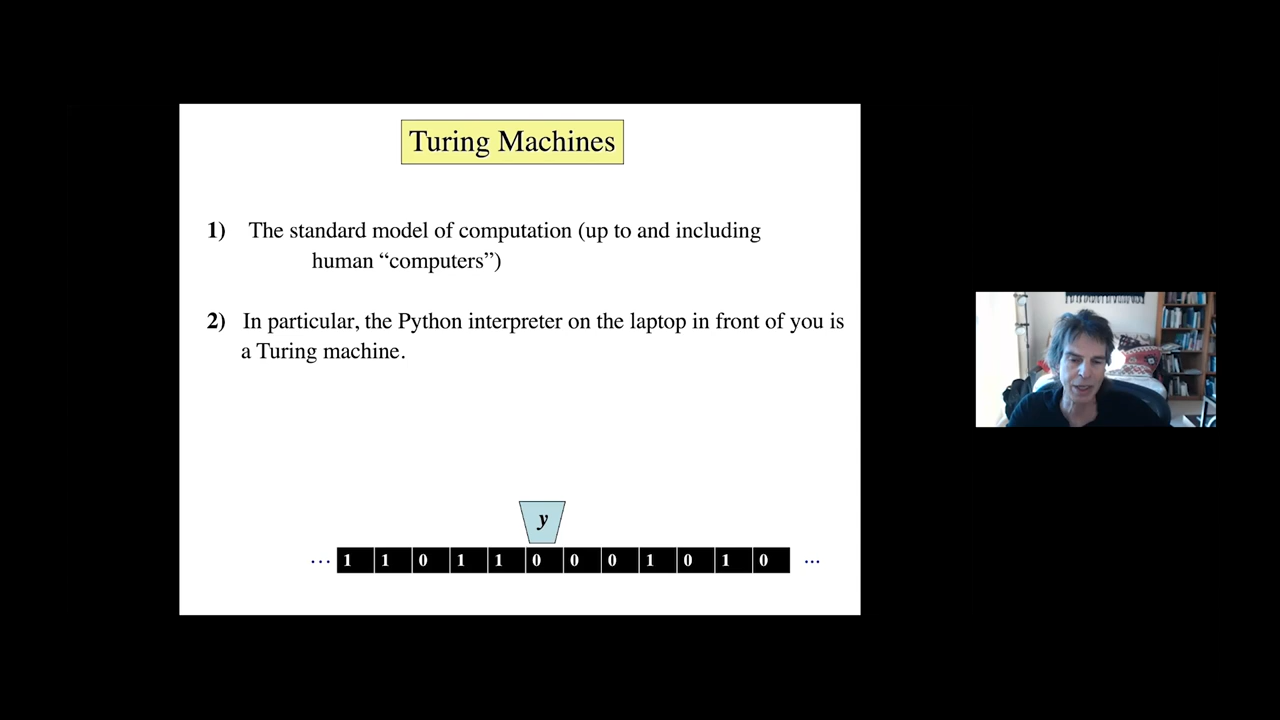 Turing Machines
1) The standard model of computation (up to and including
human “computers”)
2) In particular, the Python interpreter on the laptop in front of you is
a Turing machine.
y
... 1 1 0 1 1 0 0 0 1 0 1 0 ...